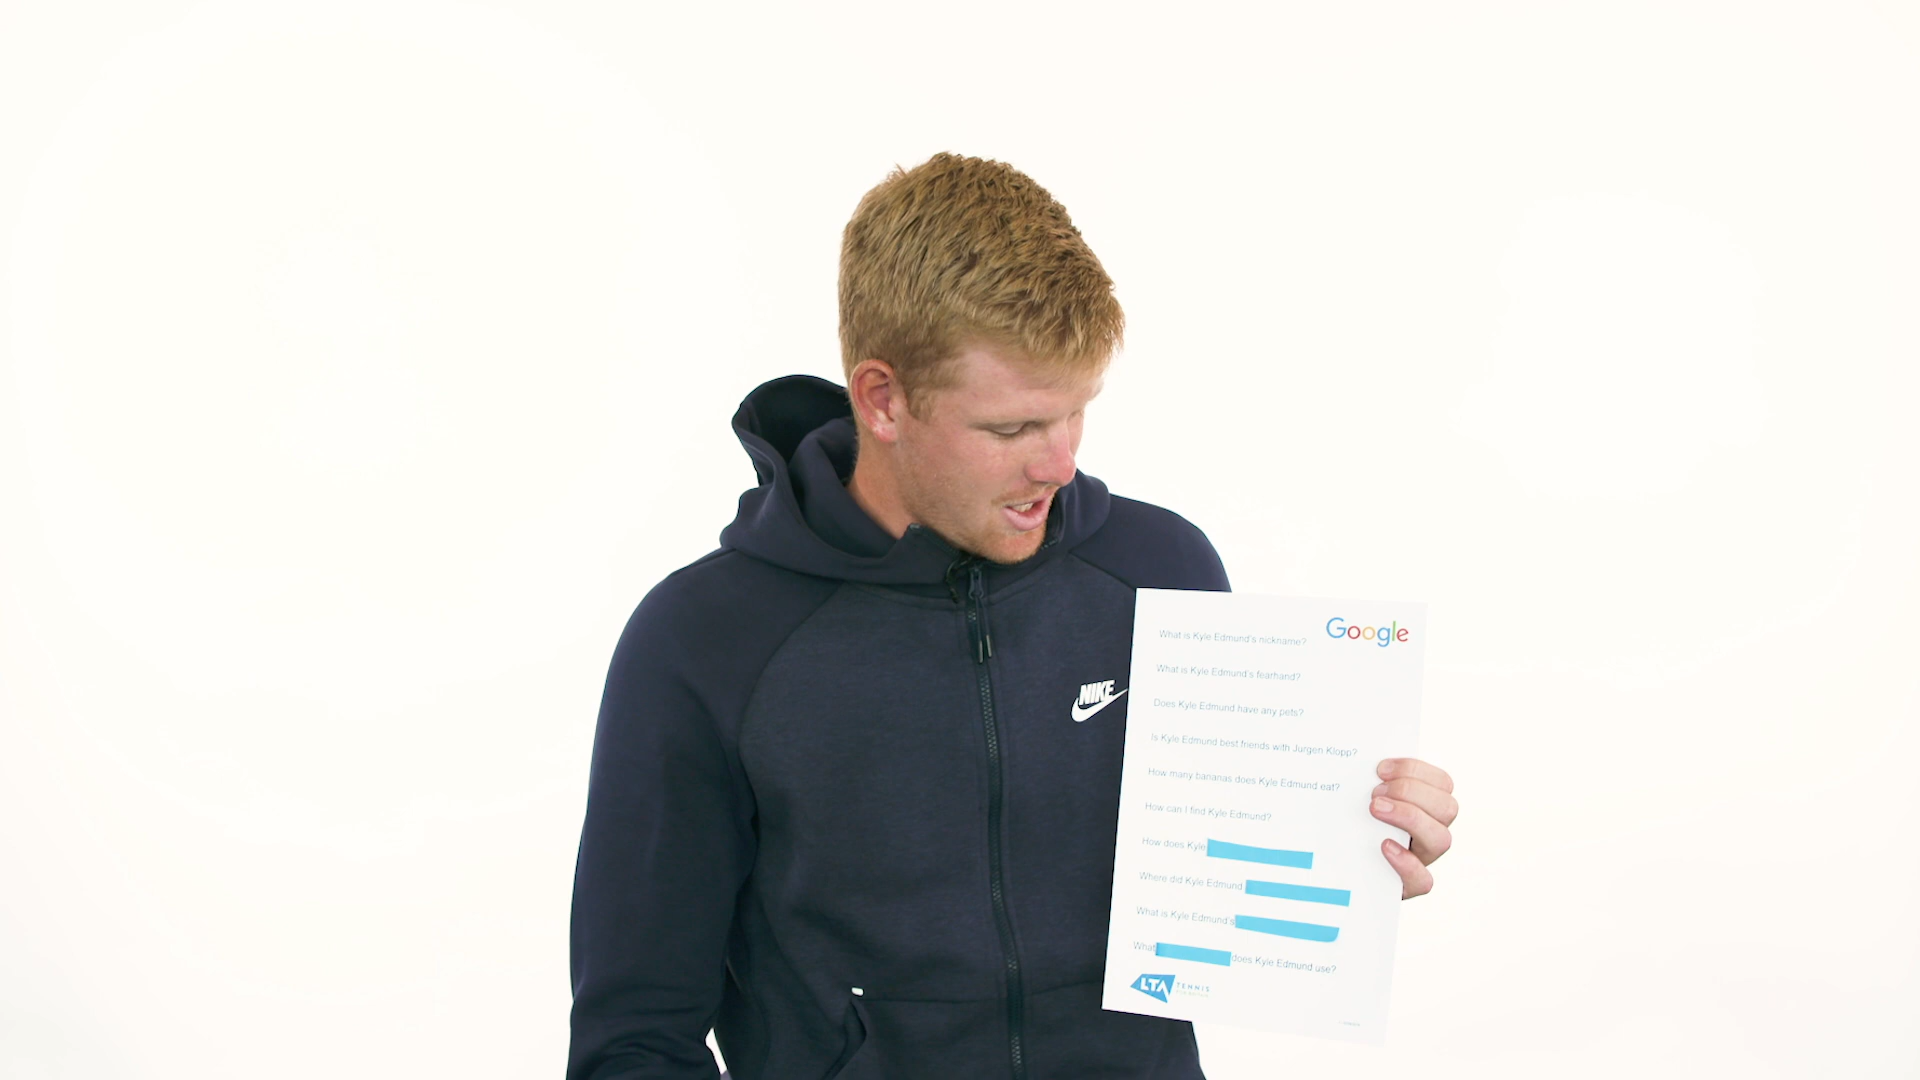 Google
What is Kyle Edmund's nickname?
What is Kyle Edmund's fearhand?
Does Kyle Edmund have any pets?
Is Kyle Edmund best friends with Jurgen Klopp?
How many bananas does Kyle Edmund eat?
How can I find Kyle Edmund?
How does Kyle
Where did Kyle Edmund
What is Kyle Edmund's
What does Kyle Edmund use?
LTA TENNIS
NIKE